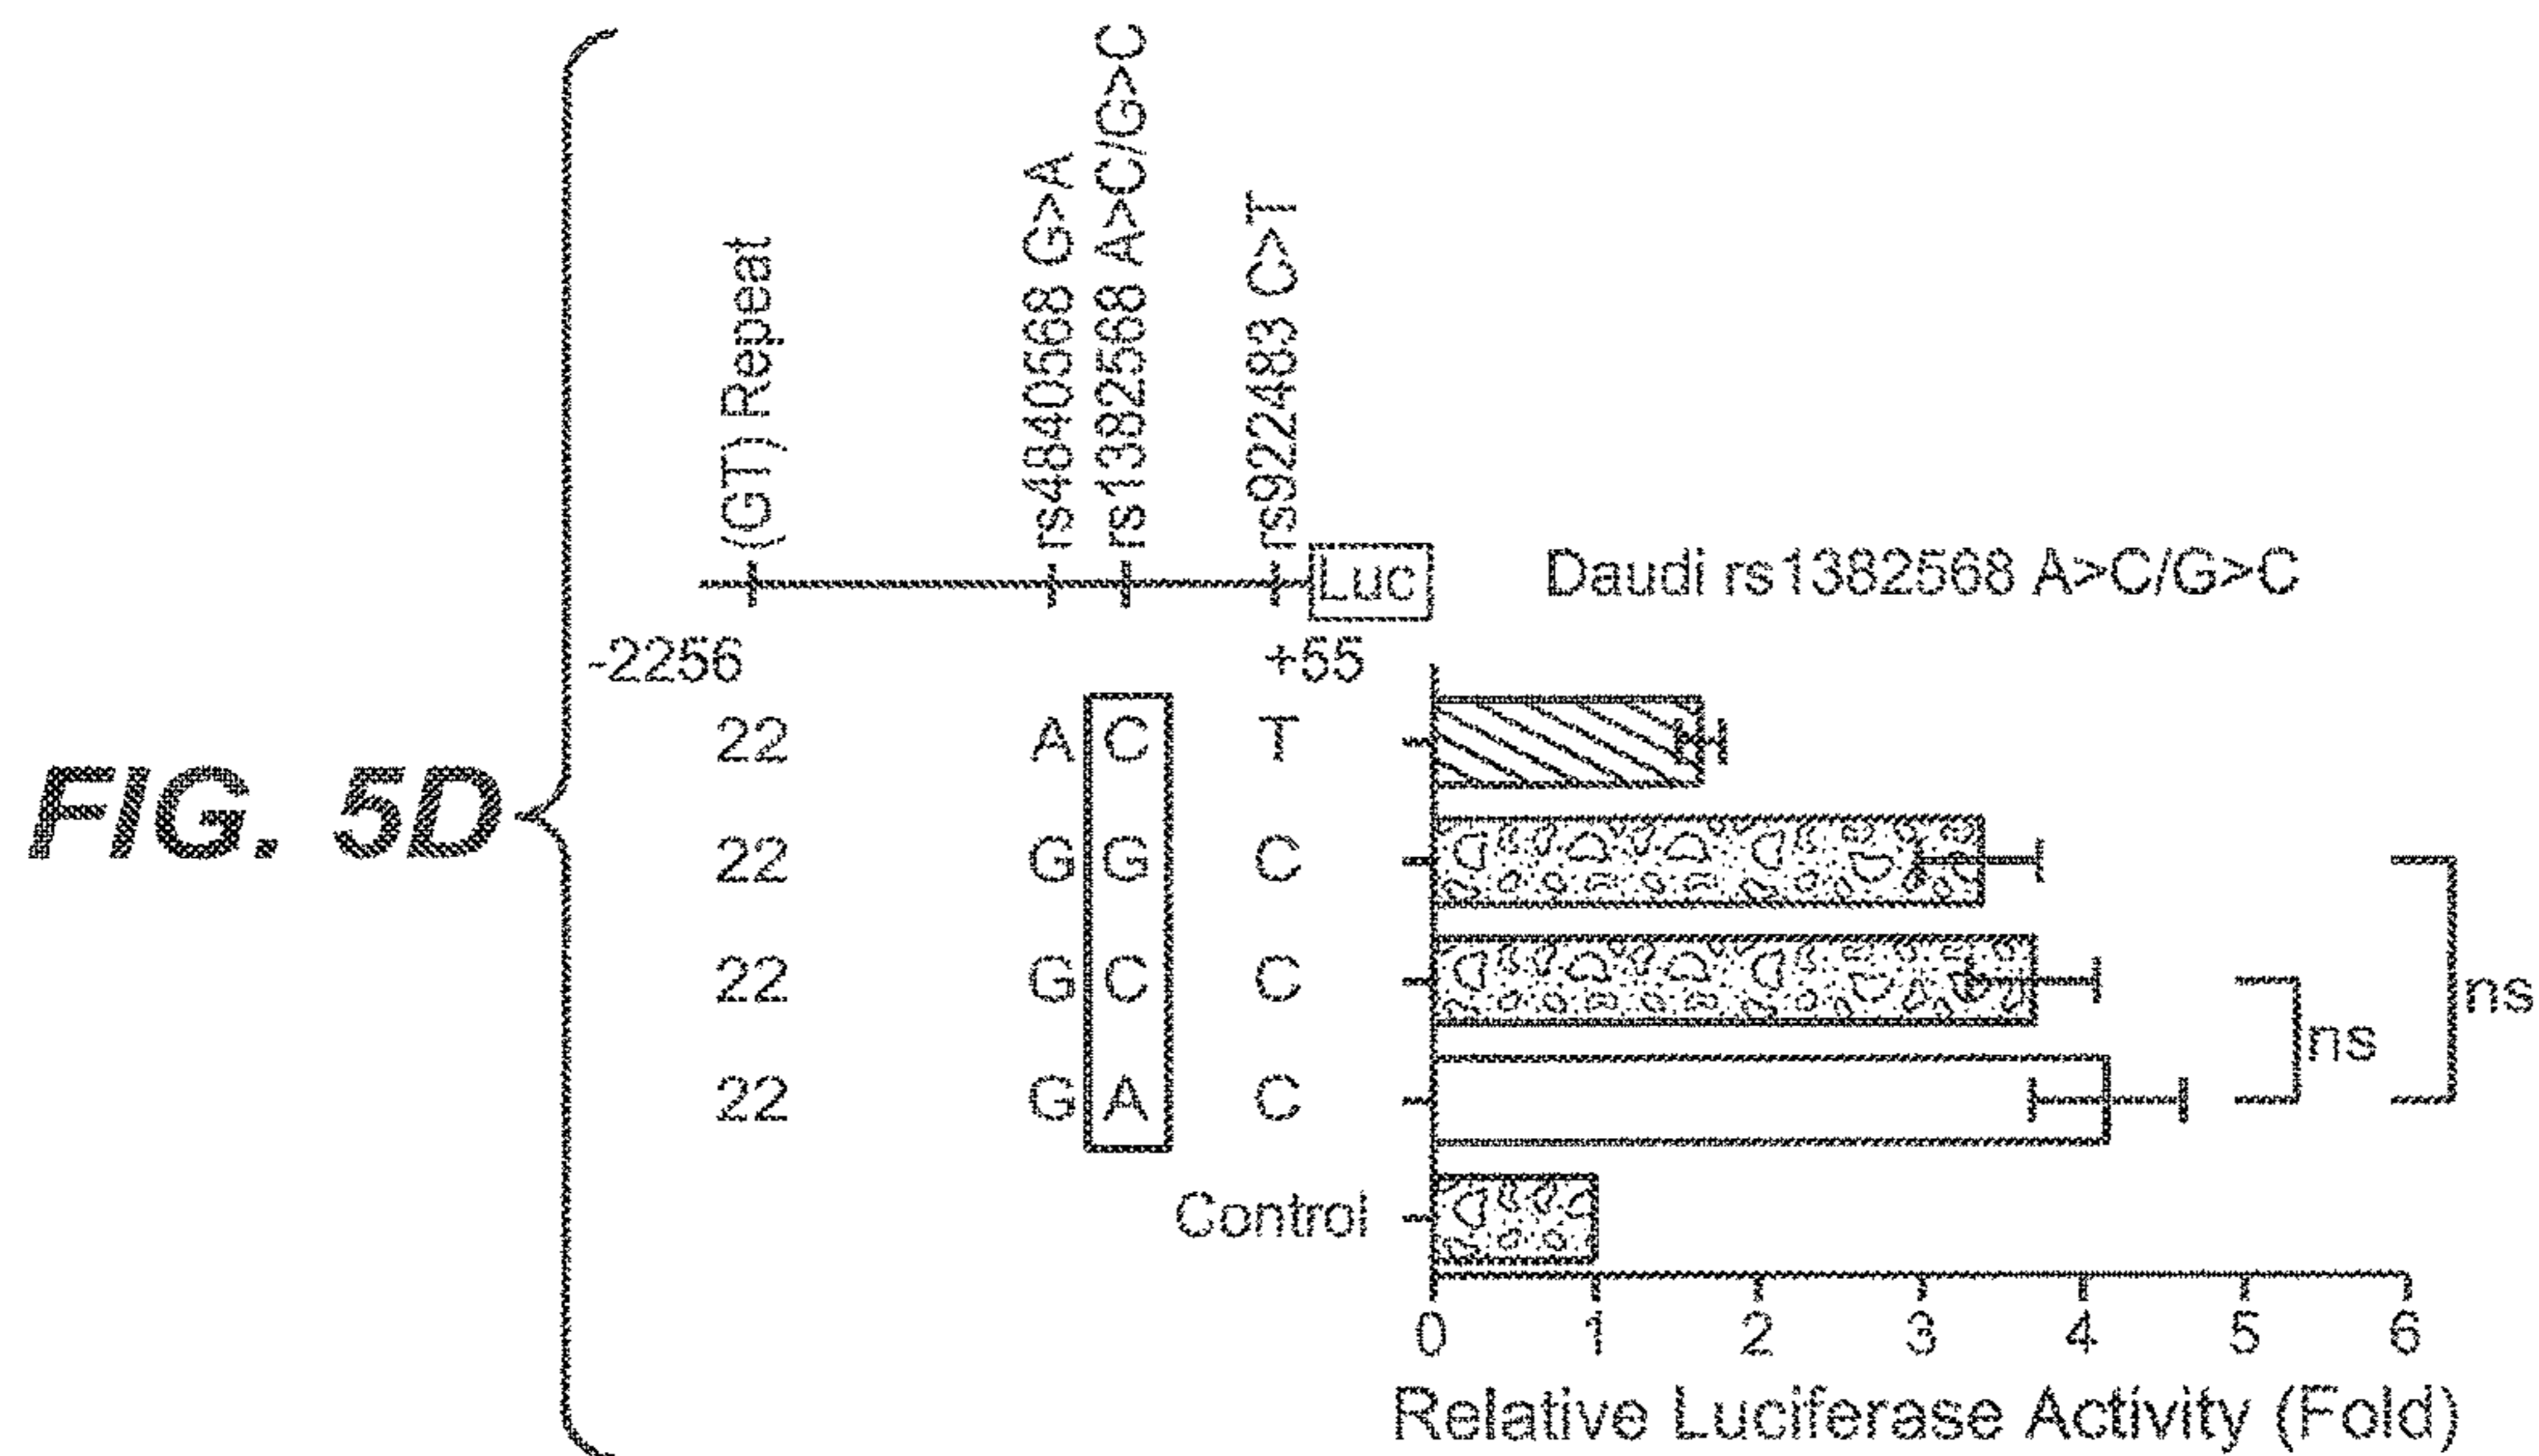 FIG. 5D
(GT) Repeat
rs4840568 G>A
rs1382568 A>C/G>C
rs922483 C>T
Luc
Daudi rs1382568 A>C/G>C
-2256 +55
22 A C T
22 G G C
22 G C C
22 G A C
Control
ns
ns
0 1 2 3 4 5 6
Relative Luciferase Activity (Fold)